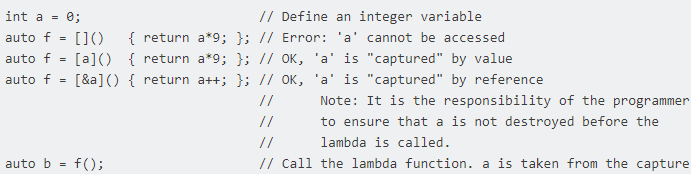 int a = 0;                       // Define an integer variable
auto f = []()   { return a*9; }; // Error: 'a' cannot be accessed
auto f = [a]()  { return a*9; }; // OK, 'a' is "captured" by value
auto f = [&a]() { return a++; }; // OK, 'a' is "captured" by reference
                                 //      Note: It is the responsibility of the programmer
                                 //      to ensure that a is not destroyed before the
                                 //      lambda is called.
auto b = f();                    // Call the lambda function. a is taken from the capture